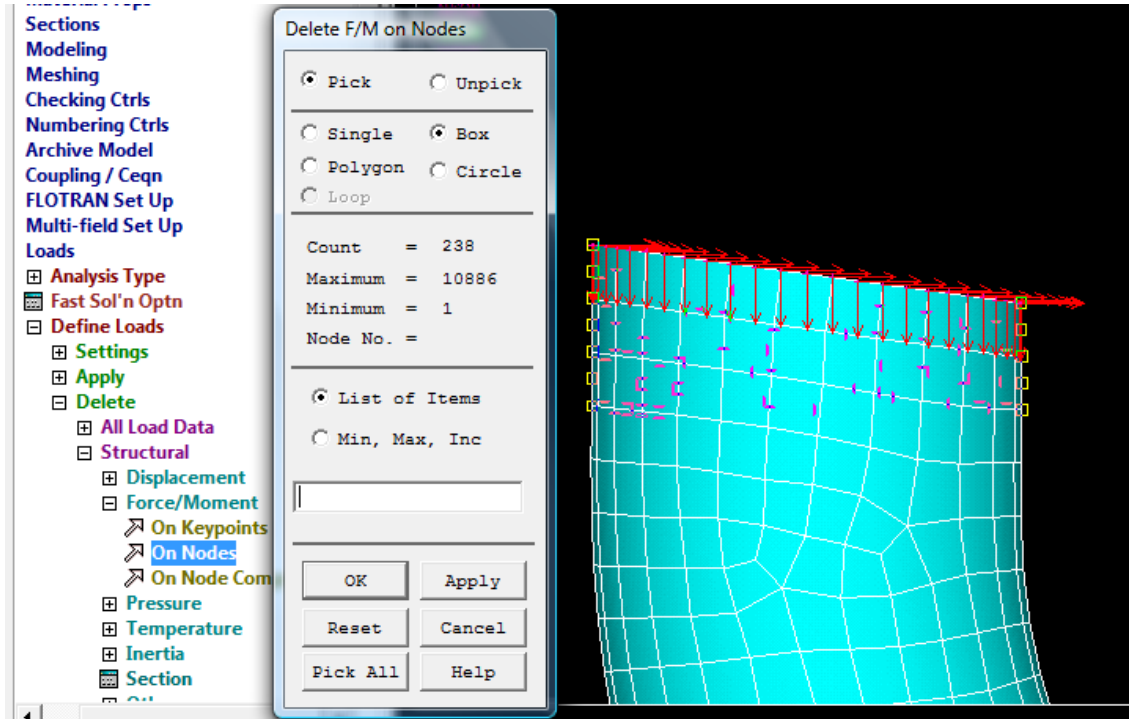 Sections
Modeling
Meshing
Checking Ctrls
Numbering Ctrls
Archive Model
Coupling / Ceqn
FLOTRAN Set Up
Multi-field Set Up
Loads
Analysis Type
Fast Sol'n Optn
Define Loads
Settings
Apply
Delete
All Load Data
Structural
Displacement
Force/Moment
On Keypoints
On Nodes
On Node Com
Pressure
Temperature
Inertia
Section
Delete F/M on Nodes
Pick Unpick
Single Box
Polygon Circle
Loop
Count = 238
Maximum = 10886
Minimum = 1
Node No. =
List of Items
Min, Max, Inc
OK Apply
Reset Cancel
Pick All Help